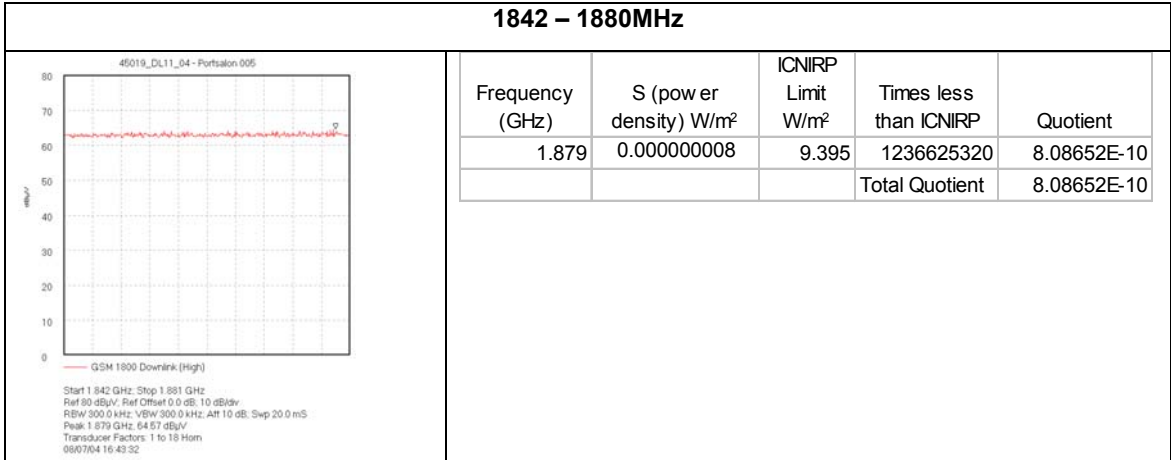 1842 – 1880MHz
45019_DL11_04 - Portsalon 005
80
70
60
50
40
30
20
10
0
dBµV
GSM 1800 Downlink (High)
Start 1.842 GHz; Stop 1.881 GHz
Ref 80 dBµV; Ref Offset 0.0 dB; 10 dB/div
RBW 300.0 kHz; VBW 300.0 kHz; Att 10 dB; Swp 20.0 mS
Peak 1.879 GHz, 64.57 dBµV
Transducer Factors: 1 to 18 Horn
08/07/04 16:43:32
Frequency (GHz) S (power density) W/m² ICNIRP Limit W/m² Times less than ICNIRP Quotient
1.879 0.000000008 9.395 1236625320 8.08652E-10
Total Quotient 8.08652E-10